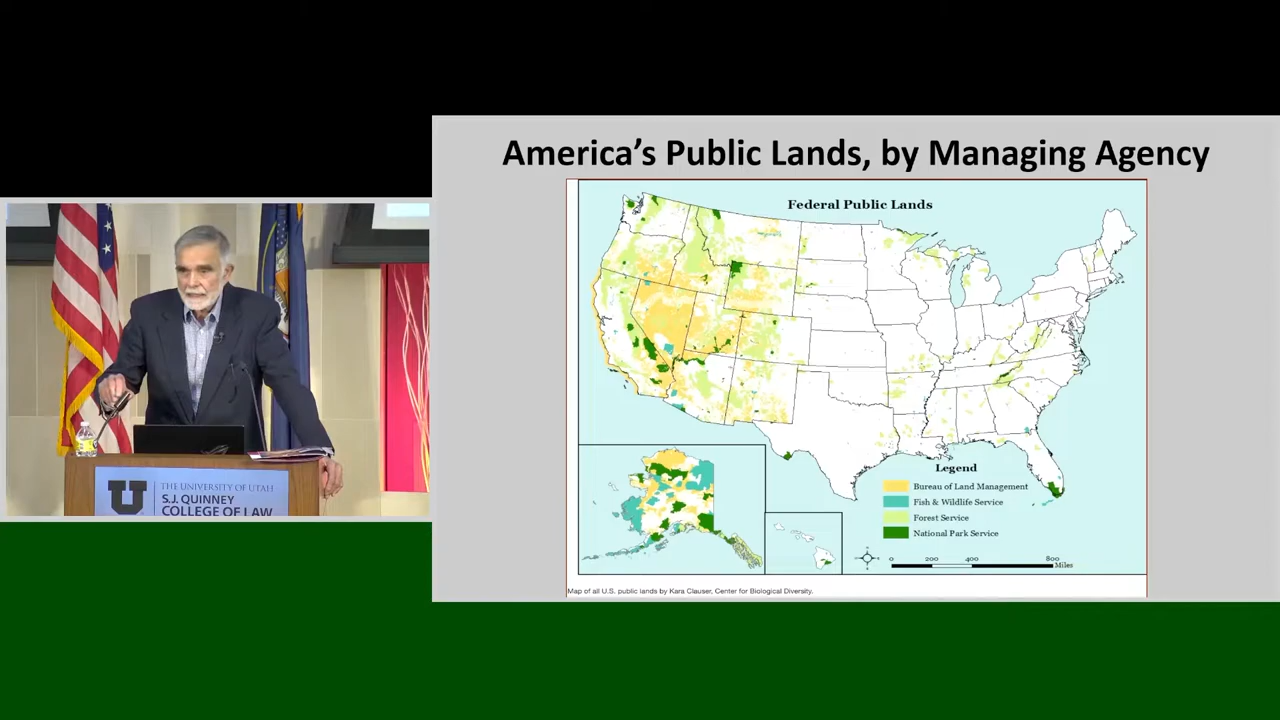 America's Public Lands, by Managing Agency
Federal Public Lands
Legend
Bureau of Land Management
Fish & Wildlife Service
Forest Service
National Park Service
0 200 400 800
Miles
Map of all U.S. public lands by Kara Clauser, Center for Biological Diversity.
U
THE UNIVERSITY OF UTAH
S.J. QUINNEY
COLLEGE OF LAW